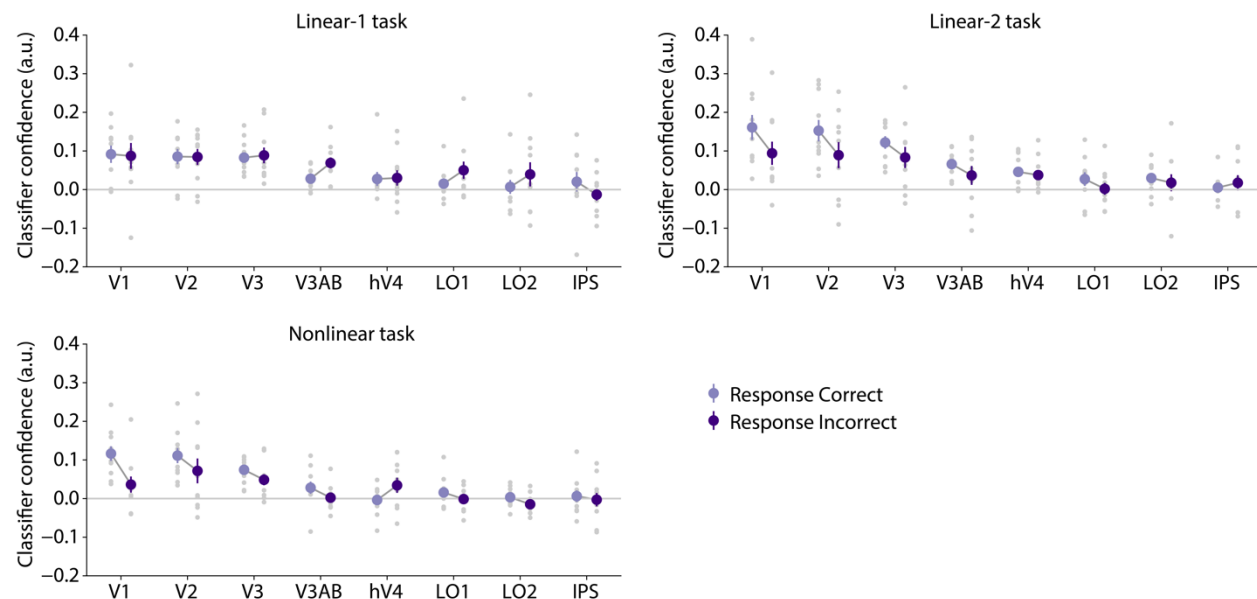 Linear-1 task
Classifier confidence (a.u.)
0.4
0.3
0.2
0.1
0.0
−0.1
−0.2
V1 V2 V3 V3AB hV4 LO1 LO2 IPS
Linear-2 task
Classifier confidence (a.u.)
0.4
0.3
0.2
0.1
0.0
−0.1
−0.2
V1 V2 V3 V3AB hV4 LO1 LO2 IPS
Nonlinear task
Classifier confidence (a.u.)
0.4
0.3
0.2
0.1
0.0
−0.1
−0.2
V1 V2 V3 V3AB hV4 LO1 LO2 IPS
Response Correct
Response Incorrect